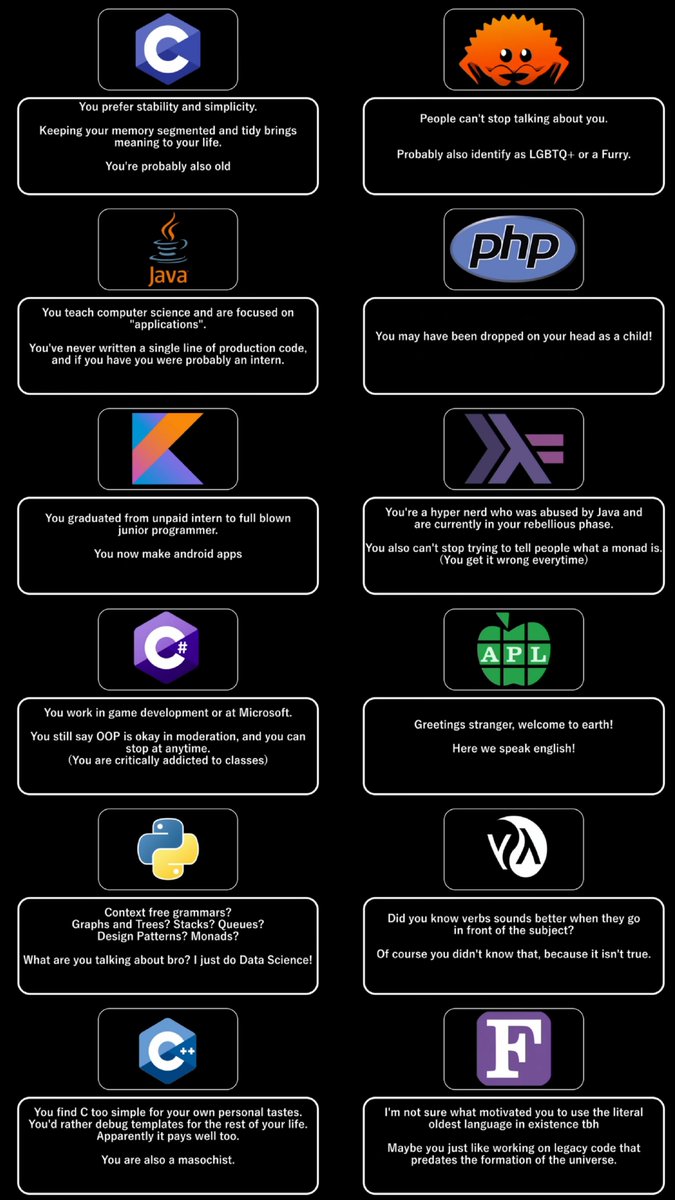 C
You prefer stability and simplicity.
Keeping your memory segmented and tidy brings
meaning to your life.
You're probably also old
People can't stop talking about you.
Probably also identify as LGBTQ+ or a Furry.
Java
You teach computer science and are focused on
"applications".
You've never written a single line of production code,
and if you have you were probably an intern.
php
You may have been dropped on your head as a child!
You graduated from unpaid intern to full blown
junior programmer.
You now make android apps
You're a hyper nerd who was abused by Java and
are currently in your rebellious phase.
You also can't stop trying to tell people what a monad is.
(You get it wrong everytime)
C#
You work in game development or at Microsoft.
You still say OOP is okay in moderation, and you can
stop at anytime.
(You are critically addicted to classes)
APL
Greetings stranger, welcome to earth!
Here we speak english!
Context free grammars?
Graphs and Trees? Stacks? Queues?
Design Patterns? Monads?
What are you talking about bro? I just do Data Science!
Did you know verbs sounds better when they go
in front of the subject?
Of course you didn't know that, because it isn't true.
C++
You find C too simple for your own personal tastes.
You'd rather debug templates for the rest of your life.
Apparently it pays well too.
You are also a masochist.
F
I'm not sure what motivated you to use the literal
oldest language in existence tbh
Maybe you just like working on legacy code that
predates the formation of the universe.